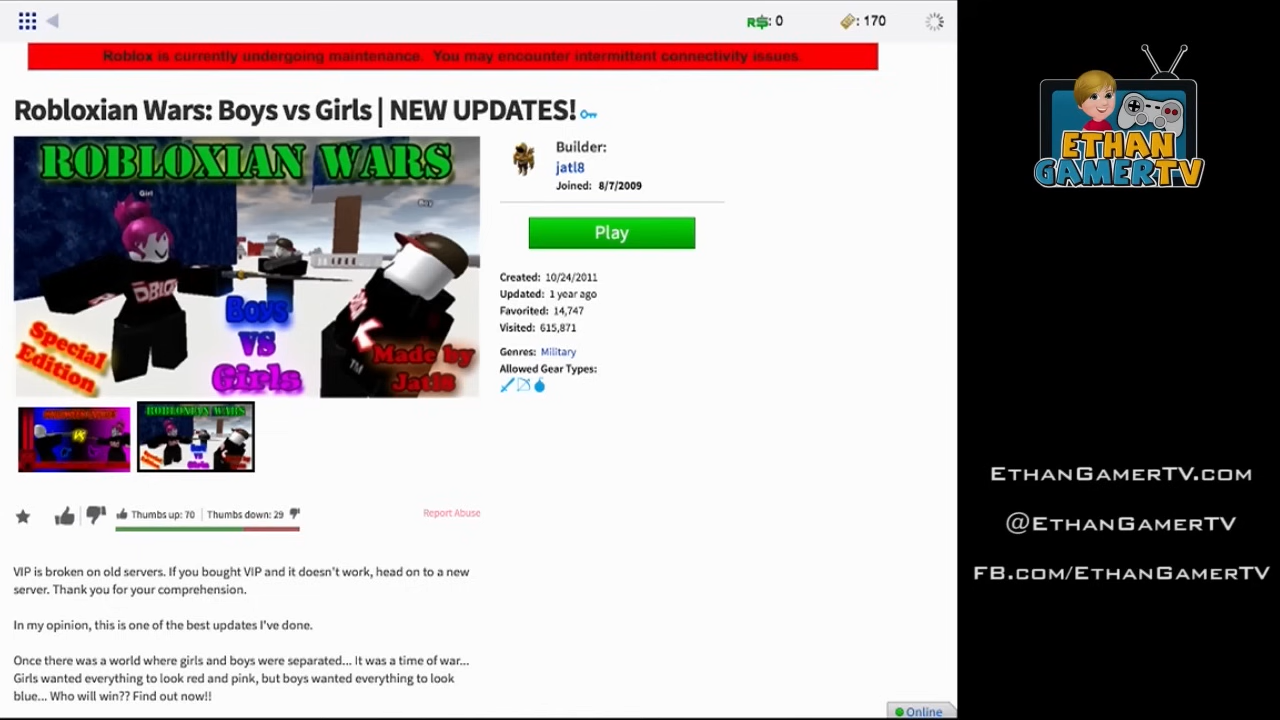 R$: 0
: 170
Roblox is currently undergoing maintenance. You may encounter intermittent connectivity issues.
Robloxian Wars: Boys vs Girls | NEW UPDATES!
ROBLOXIAN WARS
Girl
Boy
Boys
VS
Girls
Special
Edition
Made by
Jatl8
Builder:
jatl8
Joined: 8/7/2009
Play
Created: 10/24/2011
Updated: 1 year ago
Favorited: 14,747
Visited: 615,871
Genres: Military
Allowed Gear Types:
ROBLOXIAN WARS
Thumbs up: 70 | Thumbs down: 29
Report Abuse
VIP is broken on old servers. If you bought VIP and it doesn't work, head on to a new
server. Thank you for your comprehension.
In my opinion, this is one of the best updates I've done.
Once there was a world where girls and boys were separated... It was a time of war...
Girls wanted everything to look red and pink, but boys wanted everything to look
blue... Who will win?? Find out now!!
Online
ETHAN
GAMERTV
EthanGamerTV.com
@EthanGamerTV
FB.com/EthanGamerTV